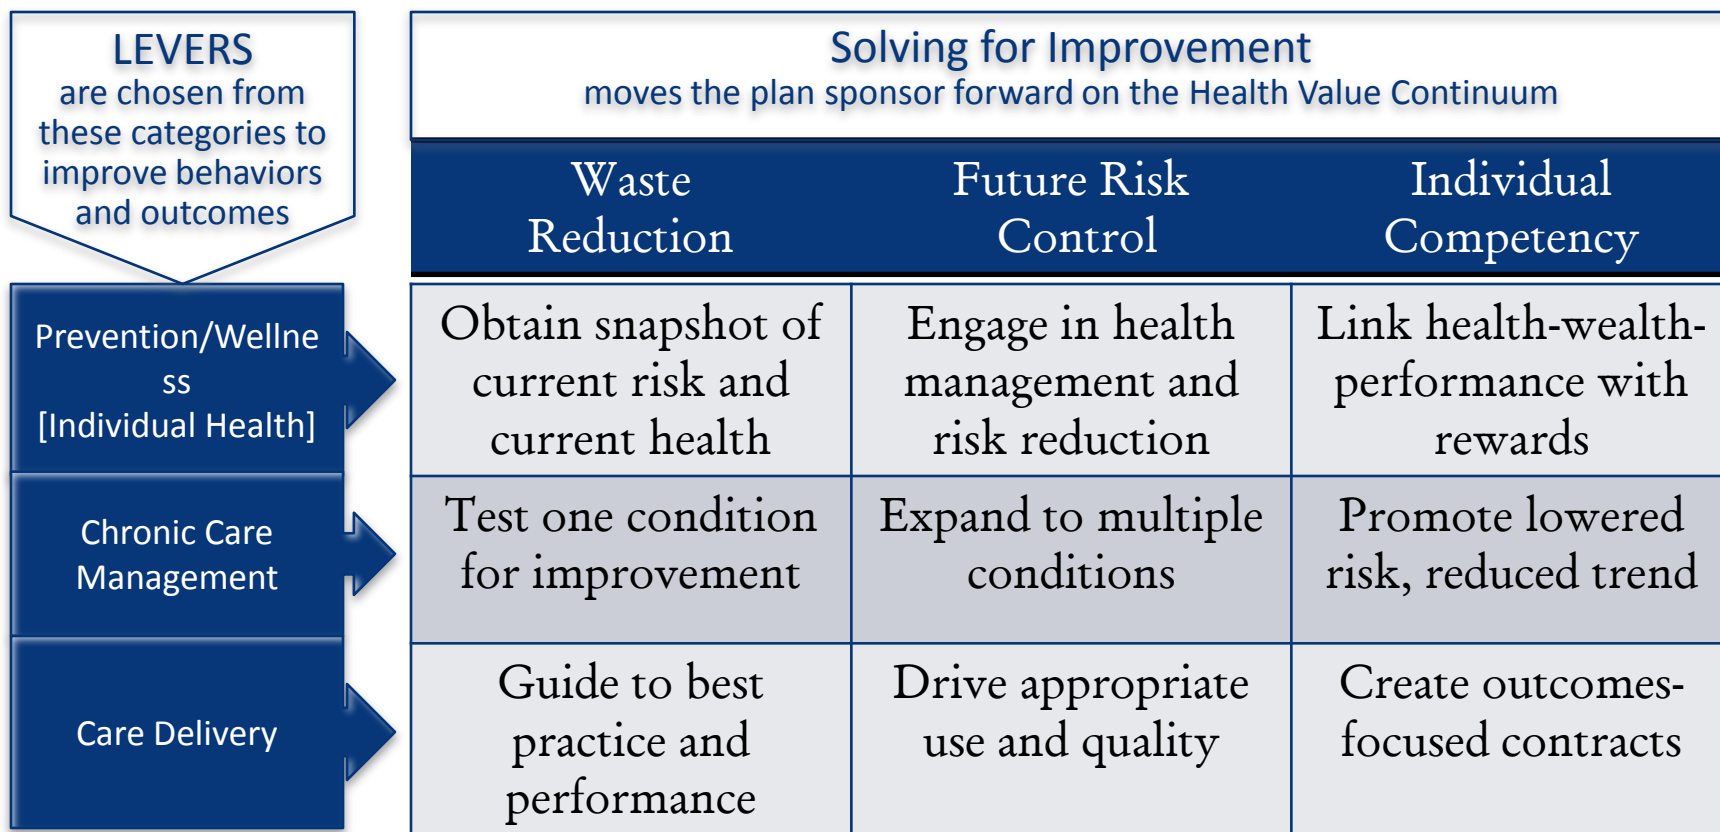 LEVERS
are chosen from
these categories to
improve behaviors
and outcomes
Solving for Improvement
moves the plan sponsor forward on the Health Value Continuum
Waste
Reduction
Future Risk
Control
Individual
Competency
Prevention/Wellne
ss
[Individual Health]
Obtain snapshot of
current risk and
current health
Engage in health
management and
risk reduction
Link health-wealth-
performance with
rewards
Chronic Care
Management
Test one condition
for improvement
Expand to multiple
conditions
Promote lowered
risk, reduced trend
Care Delivery
Guide to best
practice and
performance
Drive appropriate
use and quality
Create outcomes-
focused contracts